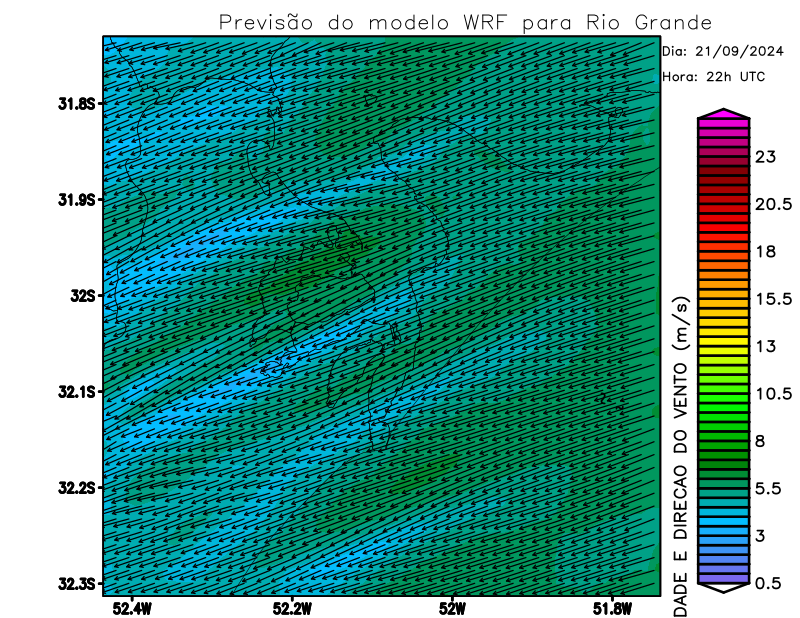 Previsão do modelo WRF para Rio Grande
Dia: 21/09/2024
Hora: 22h UTC
31.8S
31.9S
32S
32.1S
32.2S
32.3S
52.4W
52.2W
52W
51.8W
23
20.5
18
15.5
13
10.5
8
5.5
3
0.5
DADE E DIRECAO DO VENTO (m/s)